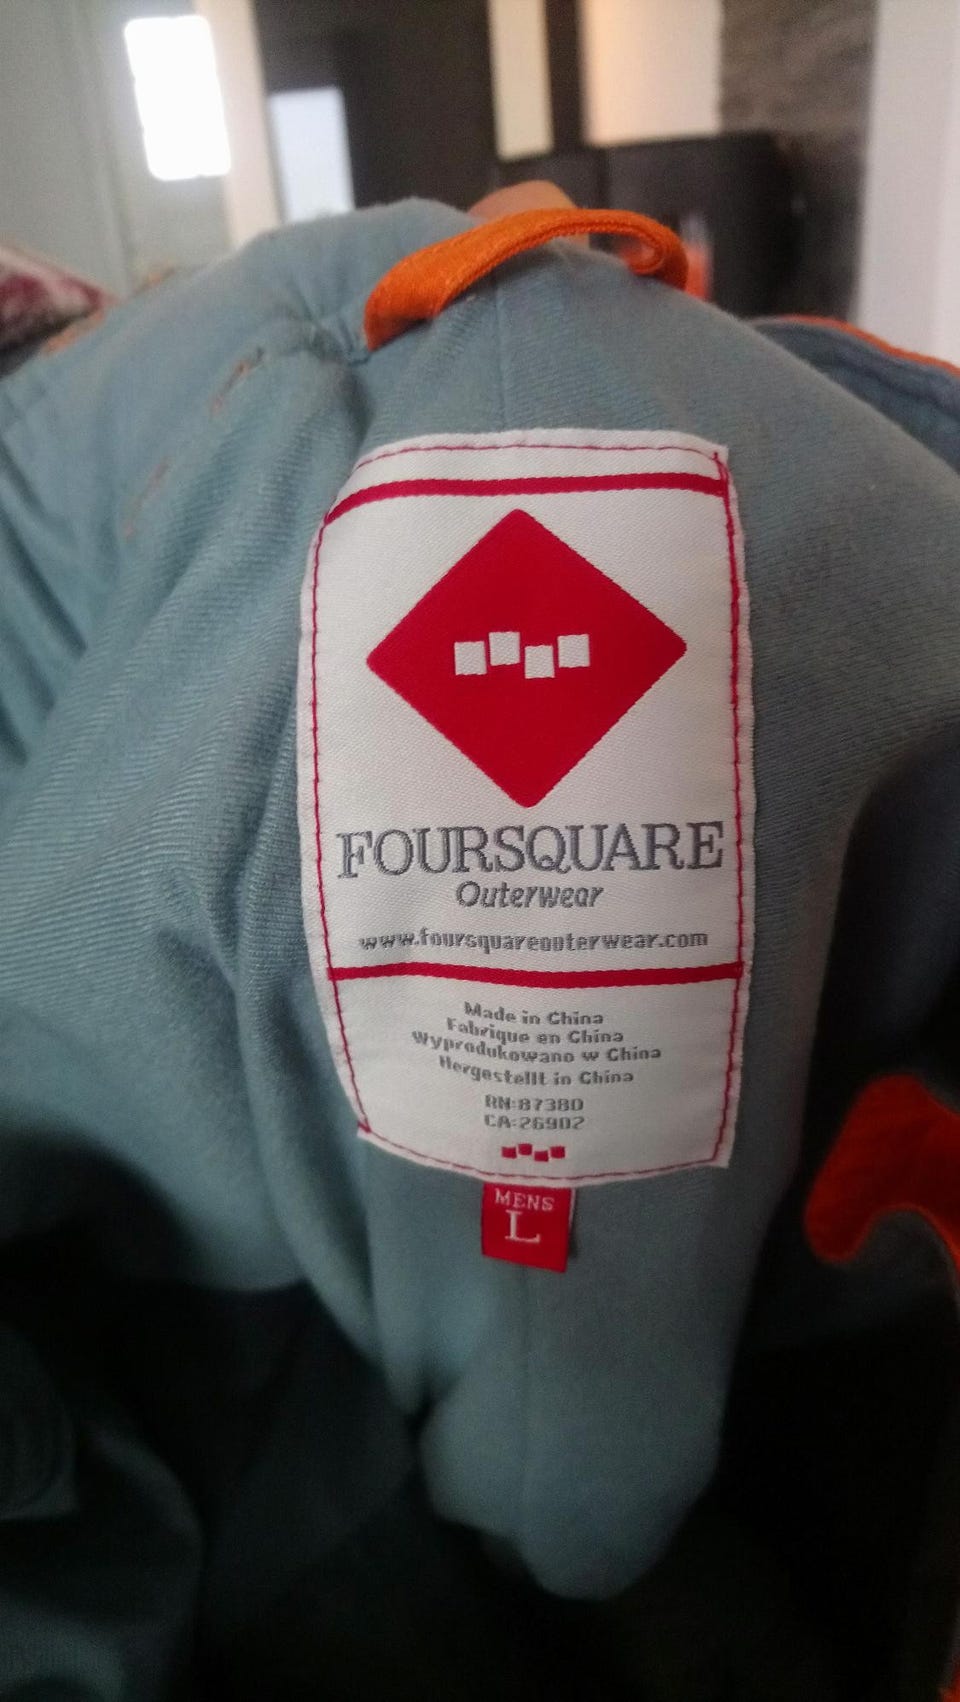 FOURSQUARE
Outerwear
www.foursquareouterwear.com
Made in China
Fabrique en China
Wyprodukowano w China
Hergestellt in China
RN:87380
CA:26902
MENS
L